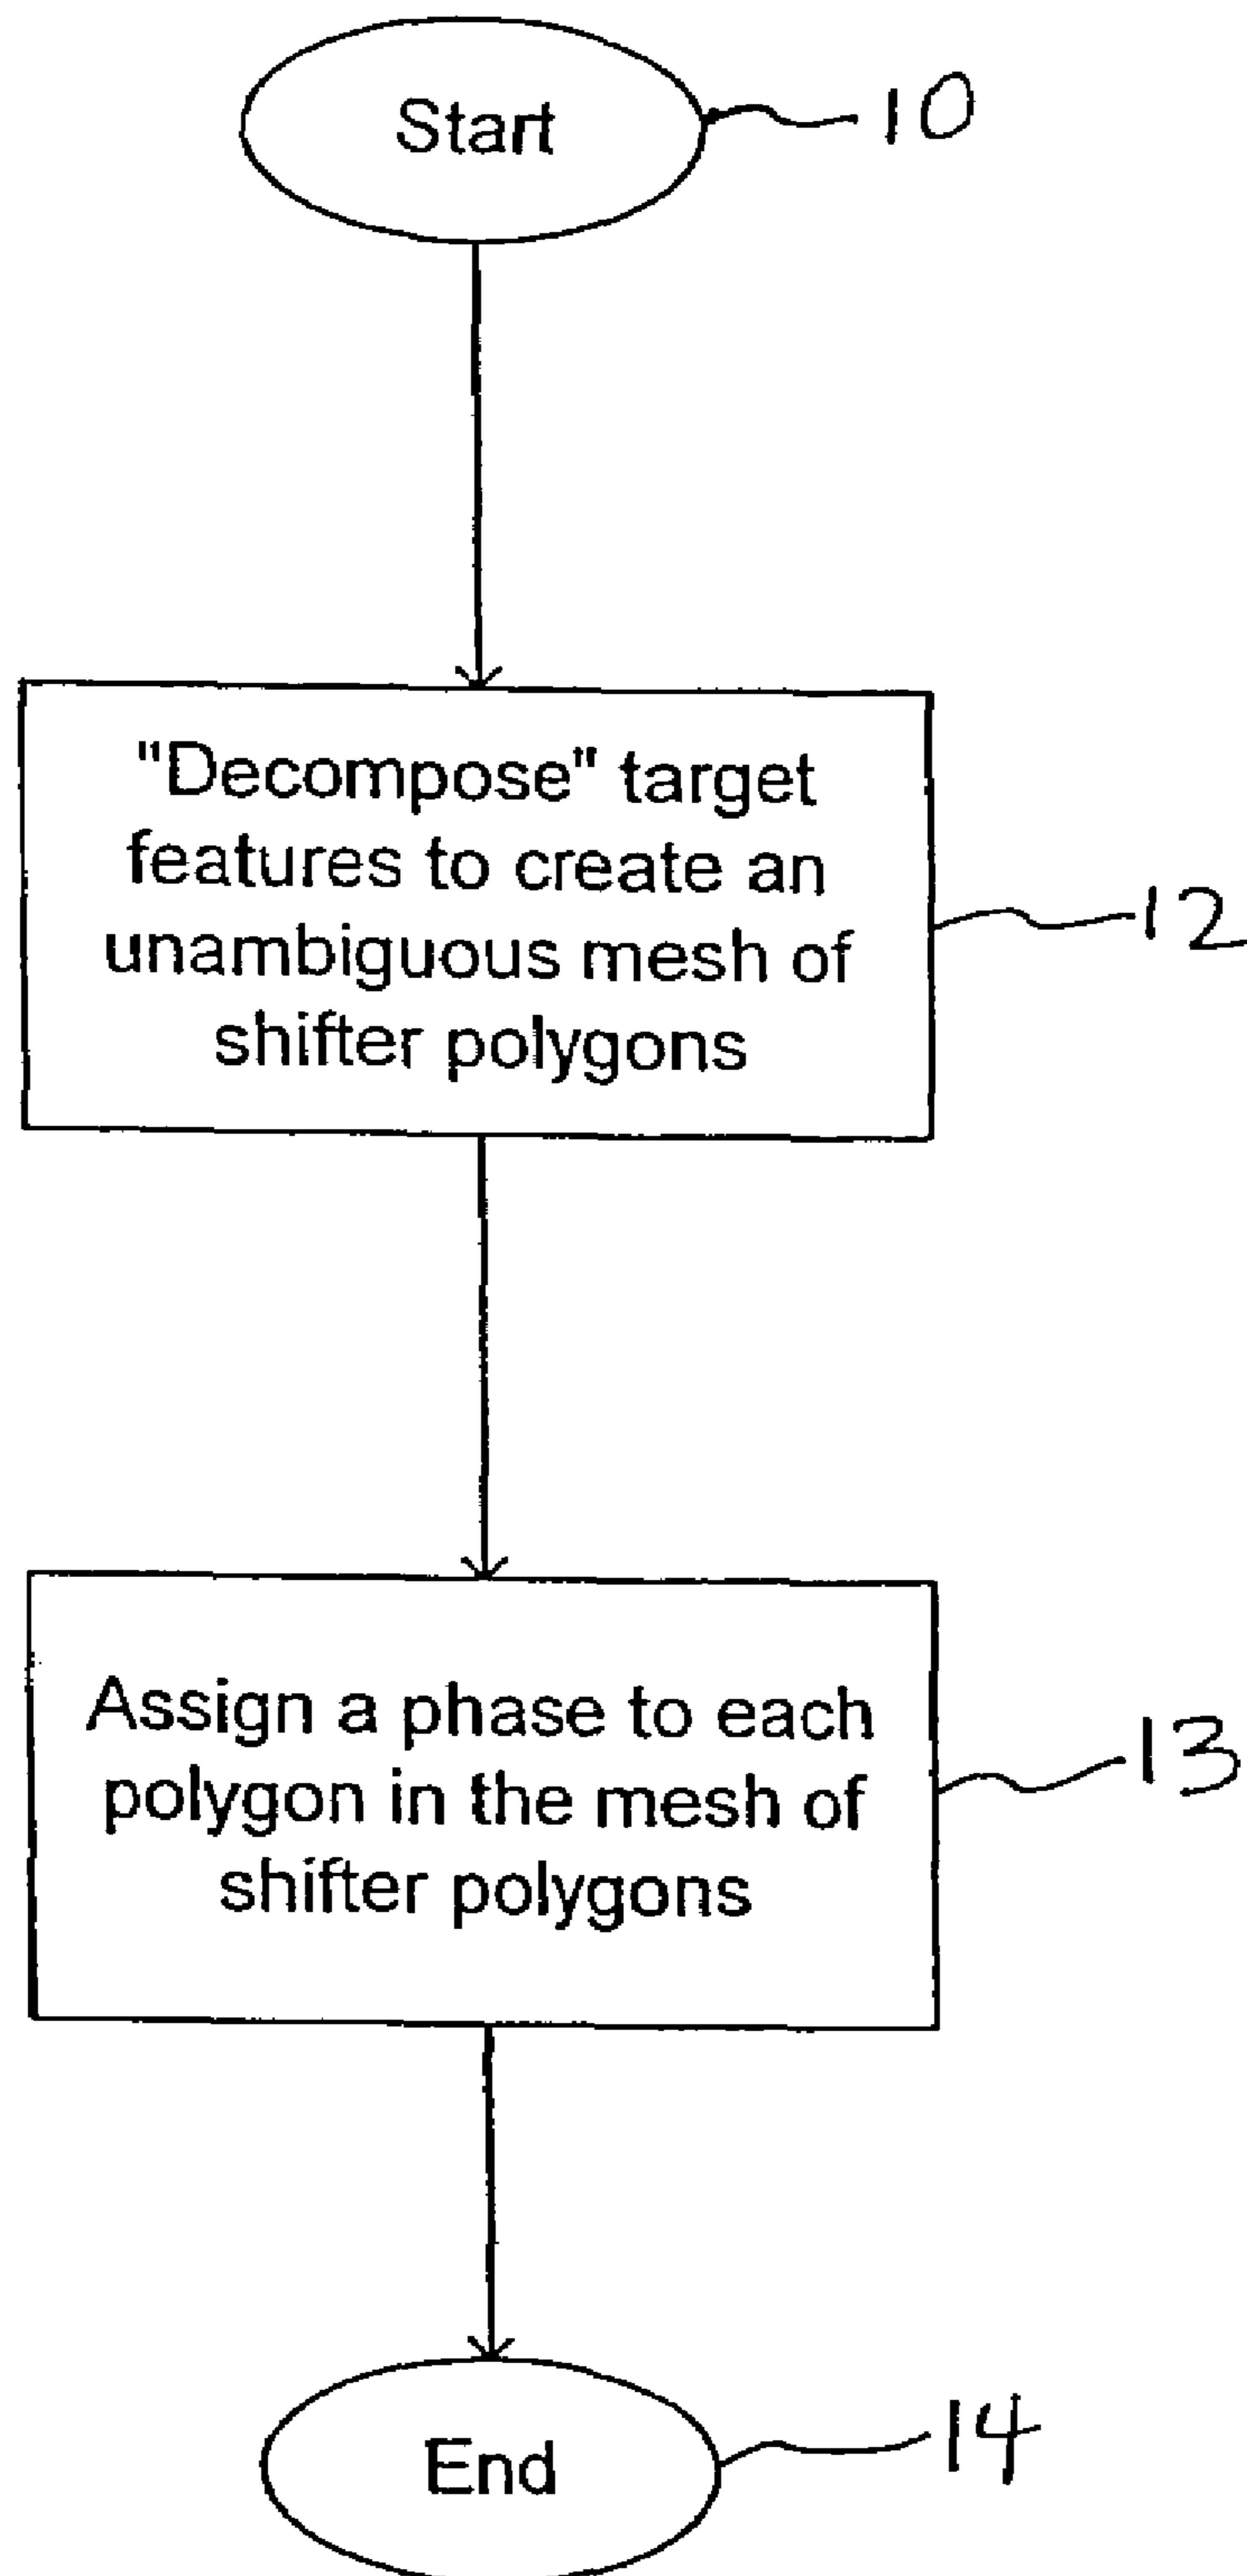 Start
10
"Decompose" target
features to create an
unambiguous mesh of
shifter polygons
12
Assign a phase to each
polygon in the mesh of
shifter polygons
13
End
14